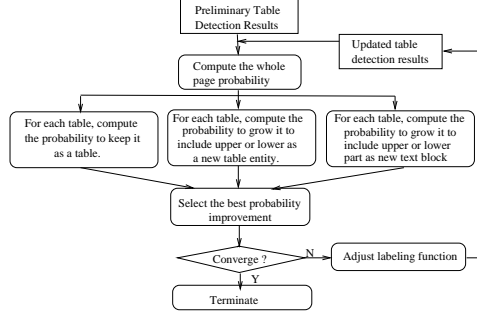 Preliminary Table
Detection Results
Updated table
detection results
Compute the whole
page probability
For each table, compute
the probability to keep it
as a table.
For each table, compute the
probability to grow it to
include upper or lower as
a new table entity.
For each table, compute the
probability to grow it to
include upper or lower
part as new text block
Select the best probability
improvement
Converge ?
N
Adjust labeling function
Y
Terminate